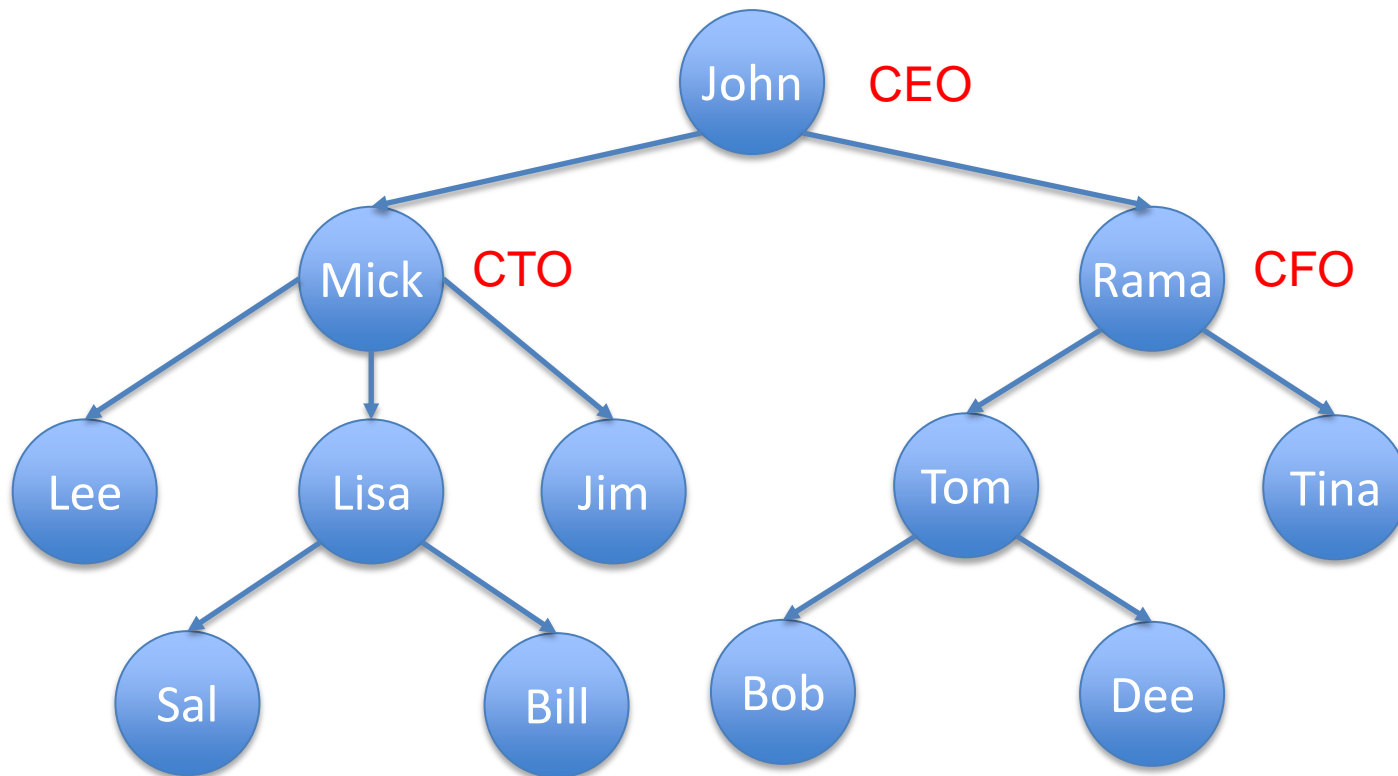 John
CEO
Mick
CTO
Rama
CFO
Lee
Lisa
Jim
Tom
Tina
Sal
Bill
Bob
Dee